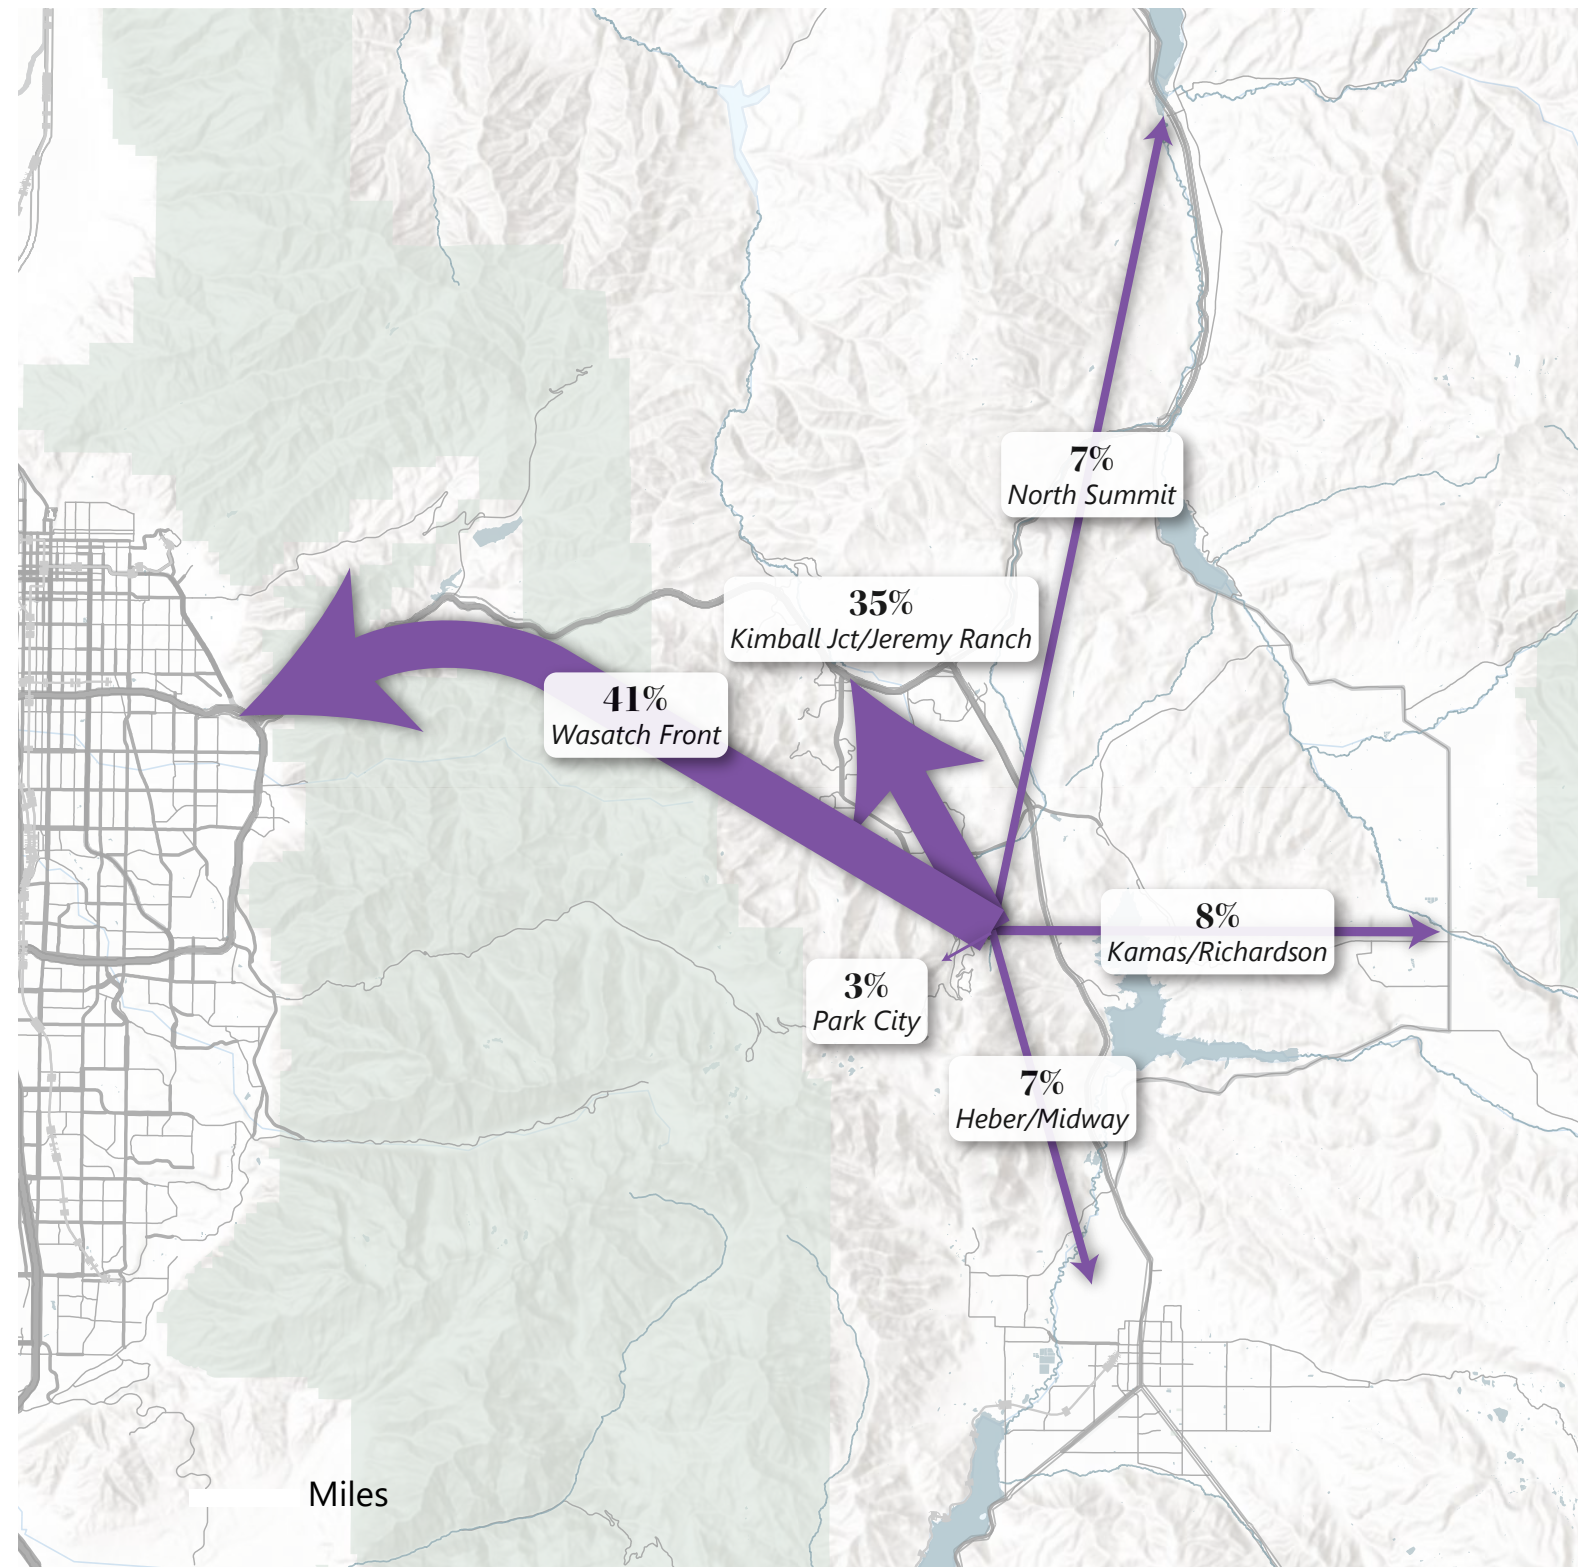 7%
North Summit
35%
Kimball Jct/Jeremy Ranch
41%
Wasatch Front
8%
Kamas/Richardson
3%
Park City
7%
Heber/Midway
Miles